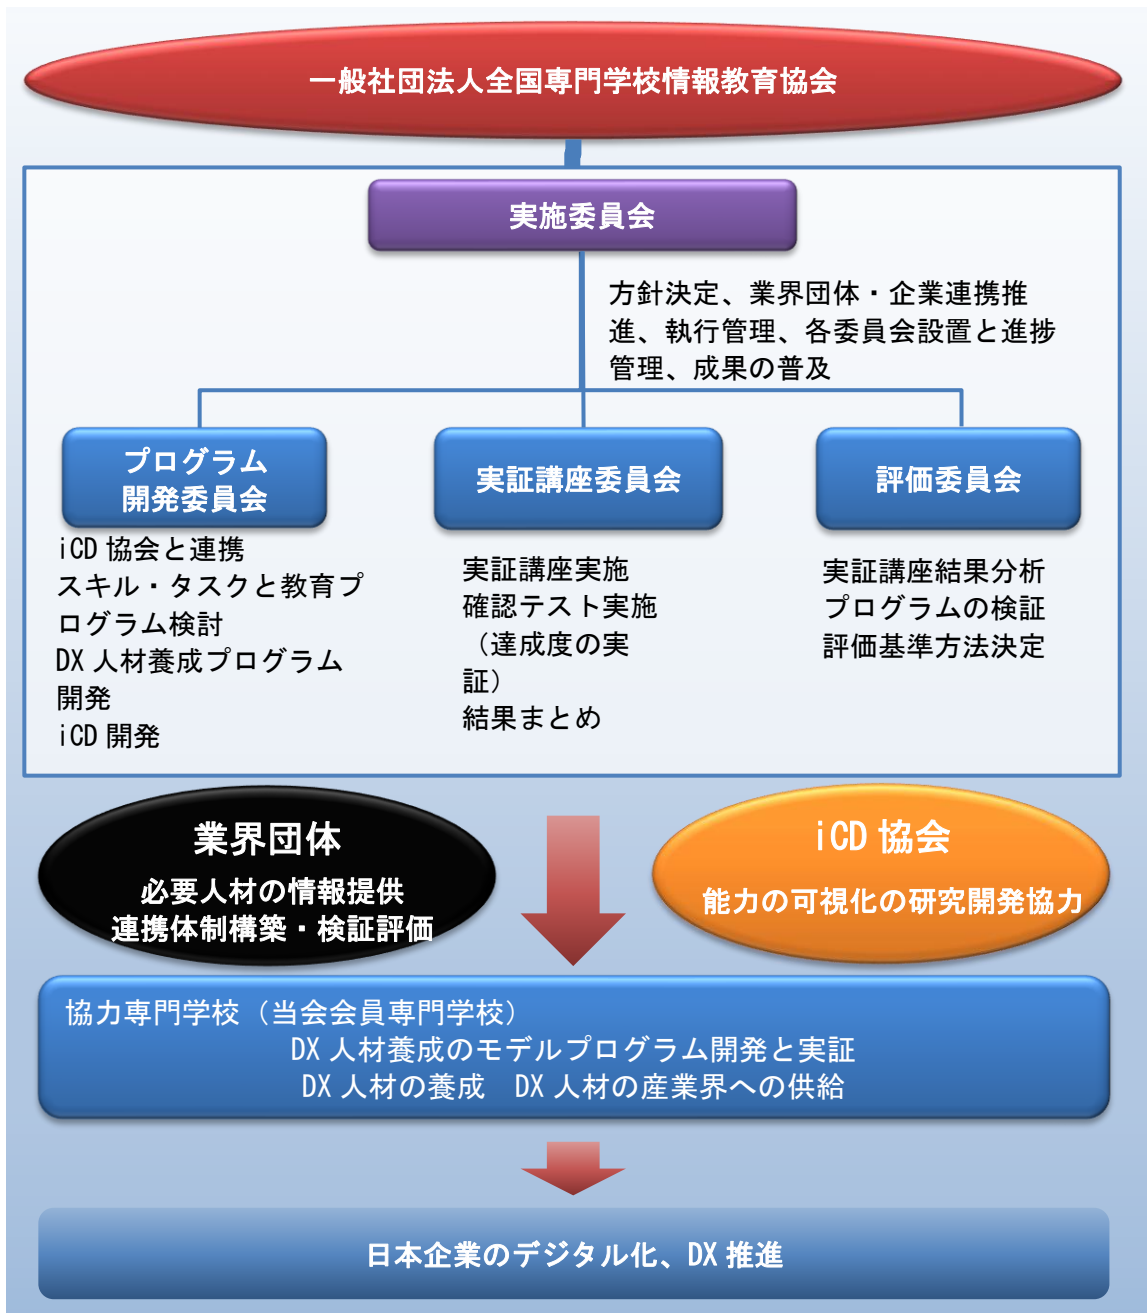 一般社団法人全国専門学校情報教育協会
実施委員会
方針決定、業界団体・企業連携推
進、執行管理、各委員会設置と進捗
管理、成果の普及
プログラム
開発委員会
iCD 協会と連携
スキル・タスクと教育プ
ログラム検討
DX 人材養成プログラム
開発
iCD 開発
実証講座委員会
実証講座実施
確認テスト実施
（達成度の実
証）
結果まとめ
評価委員会
実証講座結果分析
プログラムの検証
評価基準方法決定
業界団体
必要人材の情報提供
連携体制構築・検証評価
iCD 協会
能力の可視化の研究開発協力
協力専門学校（当会会員専門学校）
DX 人材養成のモデルプログラム開発と実証
DX 人材の養成　DX 人材の産業界への供給
日本企業のデジタル化、DX 推進